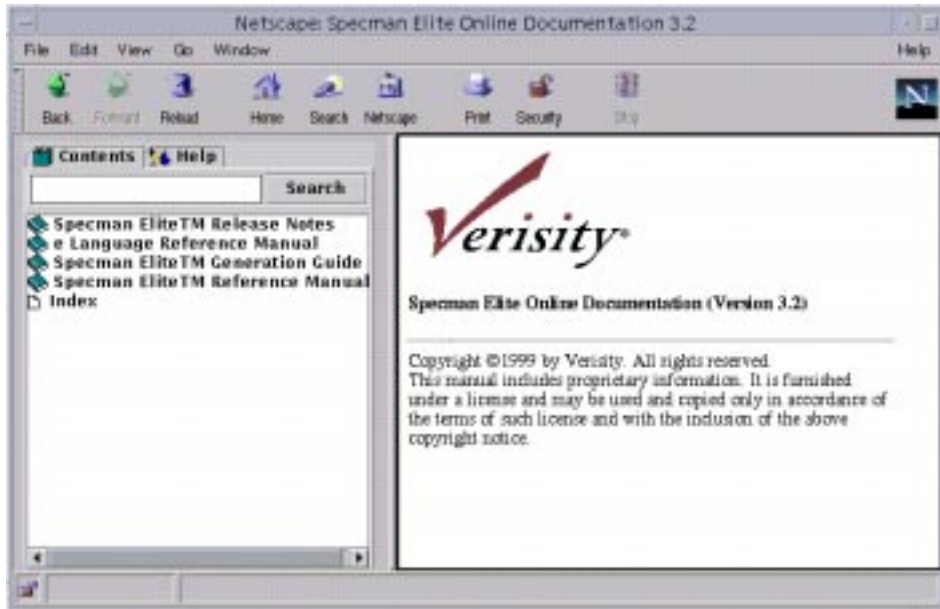 Netscape: Specman Elite Online Documentation 3.2
File Edit View Go Window Help
Back Forward Reload Home Search Netscape Print Security Stop
N
Contents Help
Search
Specman EliteTM Release Notes
e Language Reference Manual
Specman EliteTM Generation Guide
Specman EliteTM Reference Manual
Index
Verisity®
Specman Elite Online Documentation (Version 3.2)
Copyright ©1999 by Verisity. All rights reserved.
This manual includes proprietary information. It is furnished
under a license and may be used and copied only in accordance of
the terms of such license and with the inclusion of the above
copyright notice.